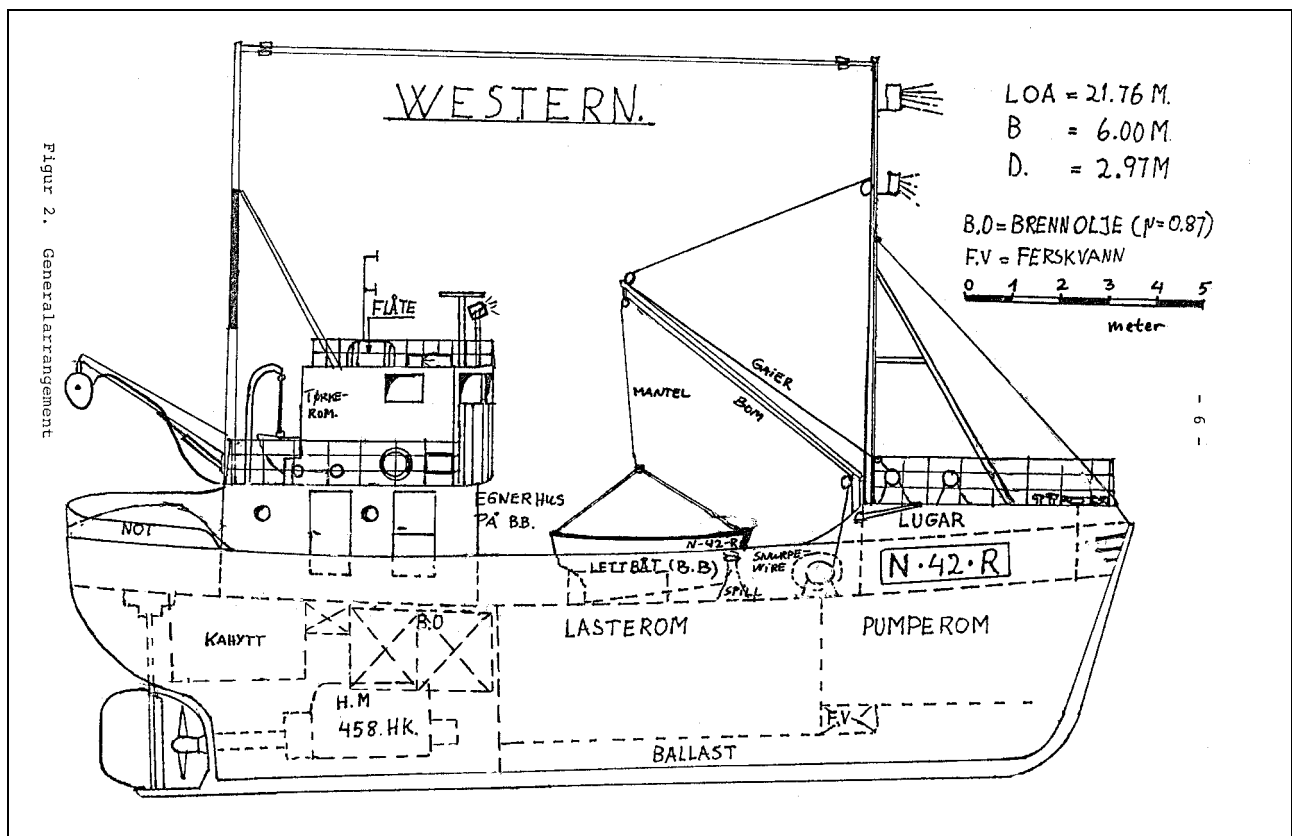 WESTERN.
LOA = 21.76 M.
B = 6.00 M.
D. = 2.97 M
B.O = BRENNOLJE (ρ=0.87)
F.V = FERSKVANN
0 1 2 3 4 5
meter
Figur 2. Generalarrangement
- 6 -
FLÅTE
TØRKE-
ROM.
MANTEL
GAIER
BOM
EGNERHUS
PÅ BB.
NOT
N-42-R
LETTBÅT (B.B)
SNURPE-
WIRE
SPILL
LUGAR
N·42·R
KAHYTT
B.O
LASTEROM
PUMPEROM
H.M
458.HK.
F.V
BALLAST